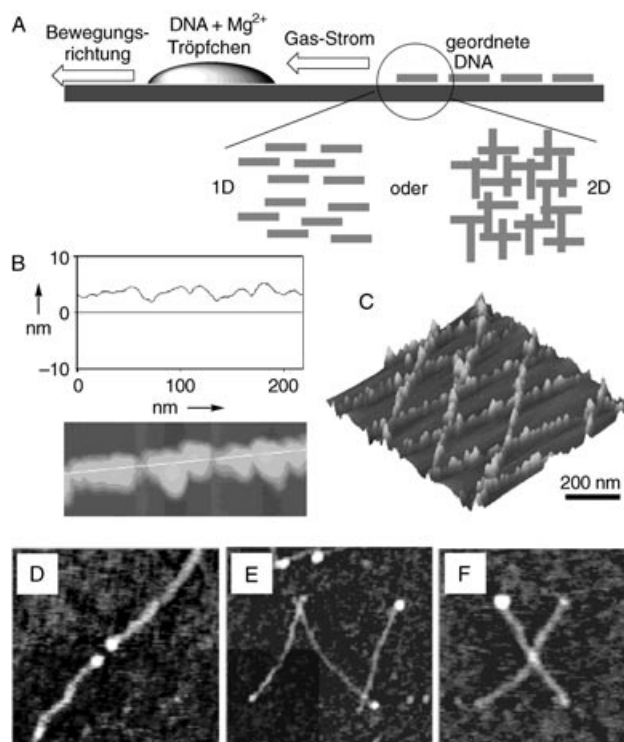 A
Bewegungs-
richtung
DNA + Mg2+
Tröpfchen
Gas-Strom
geordnete
DNA
1D
oder
2D
B
10
nm
0
−10
0
100
200
nm
C
200 nm
D
E
F